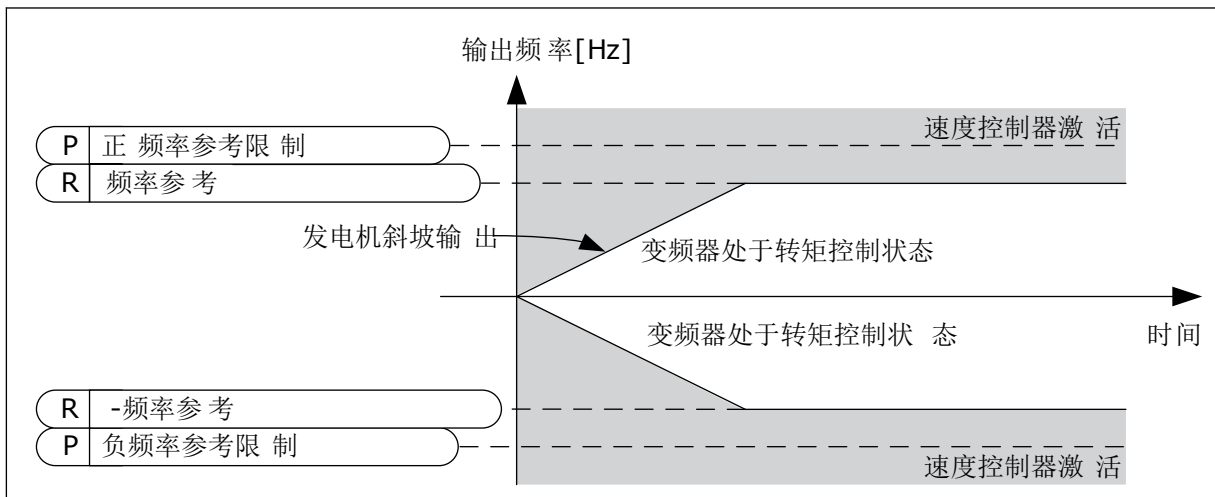 输出频率[Hz]
速度控制器激活
P 正频率参考限制
R 频率参考
发电机斜坡输出
变频器处于转矩控制状态
变频器处于转矩控制状态
时间
R -频率参考
P 负频率参考限制
速度控制器激活